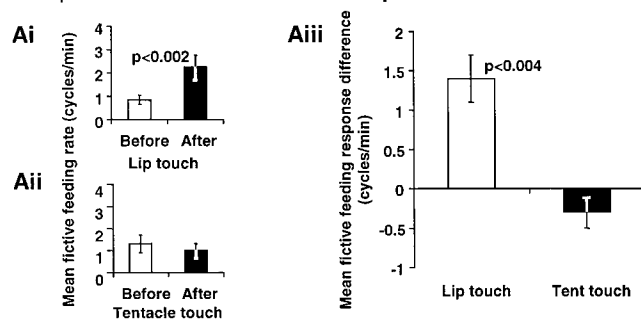 Ai
Mean fictive feeding rate (cycles/min)
4
3
2
1
0
p<0.002
Before After
Lip touch
Aii
4
3
2
1
0
Before After
Tentacle touch
Aiii
Mean fictive feeding response difference
(cycles/min)
2
1.5
1
0.5
0
-0.5
-1
p<0.004
Lip touch Tent touch